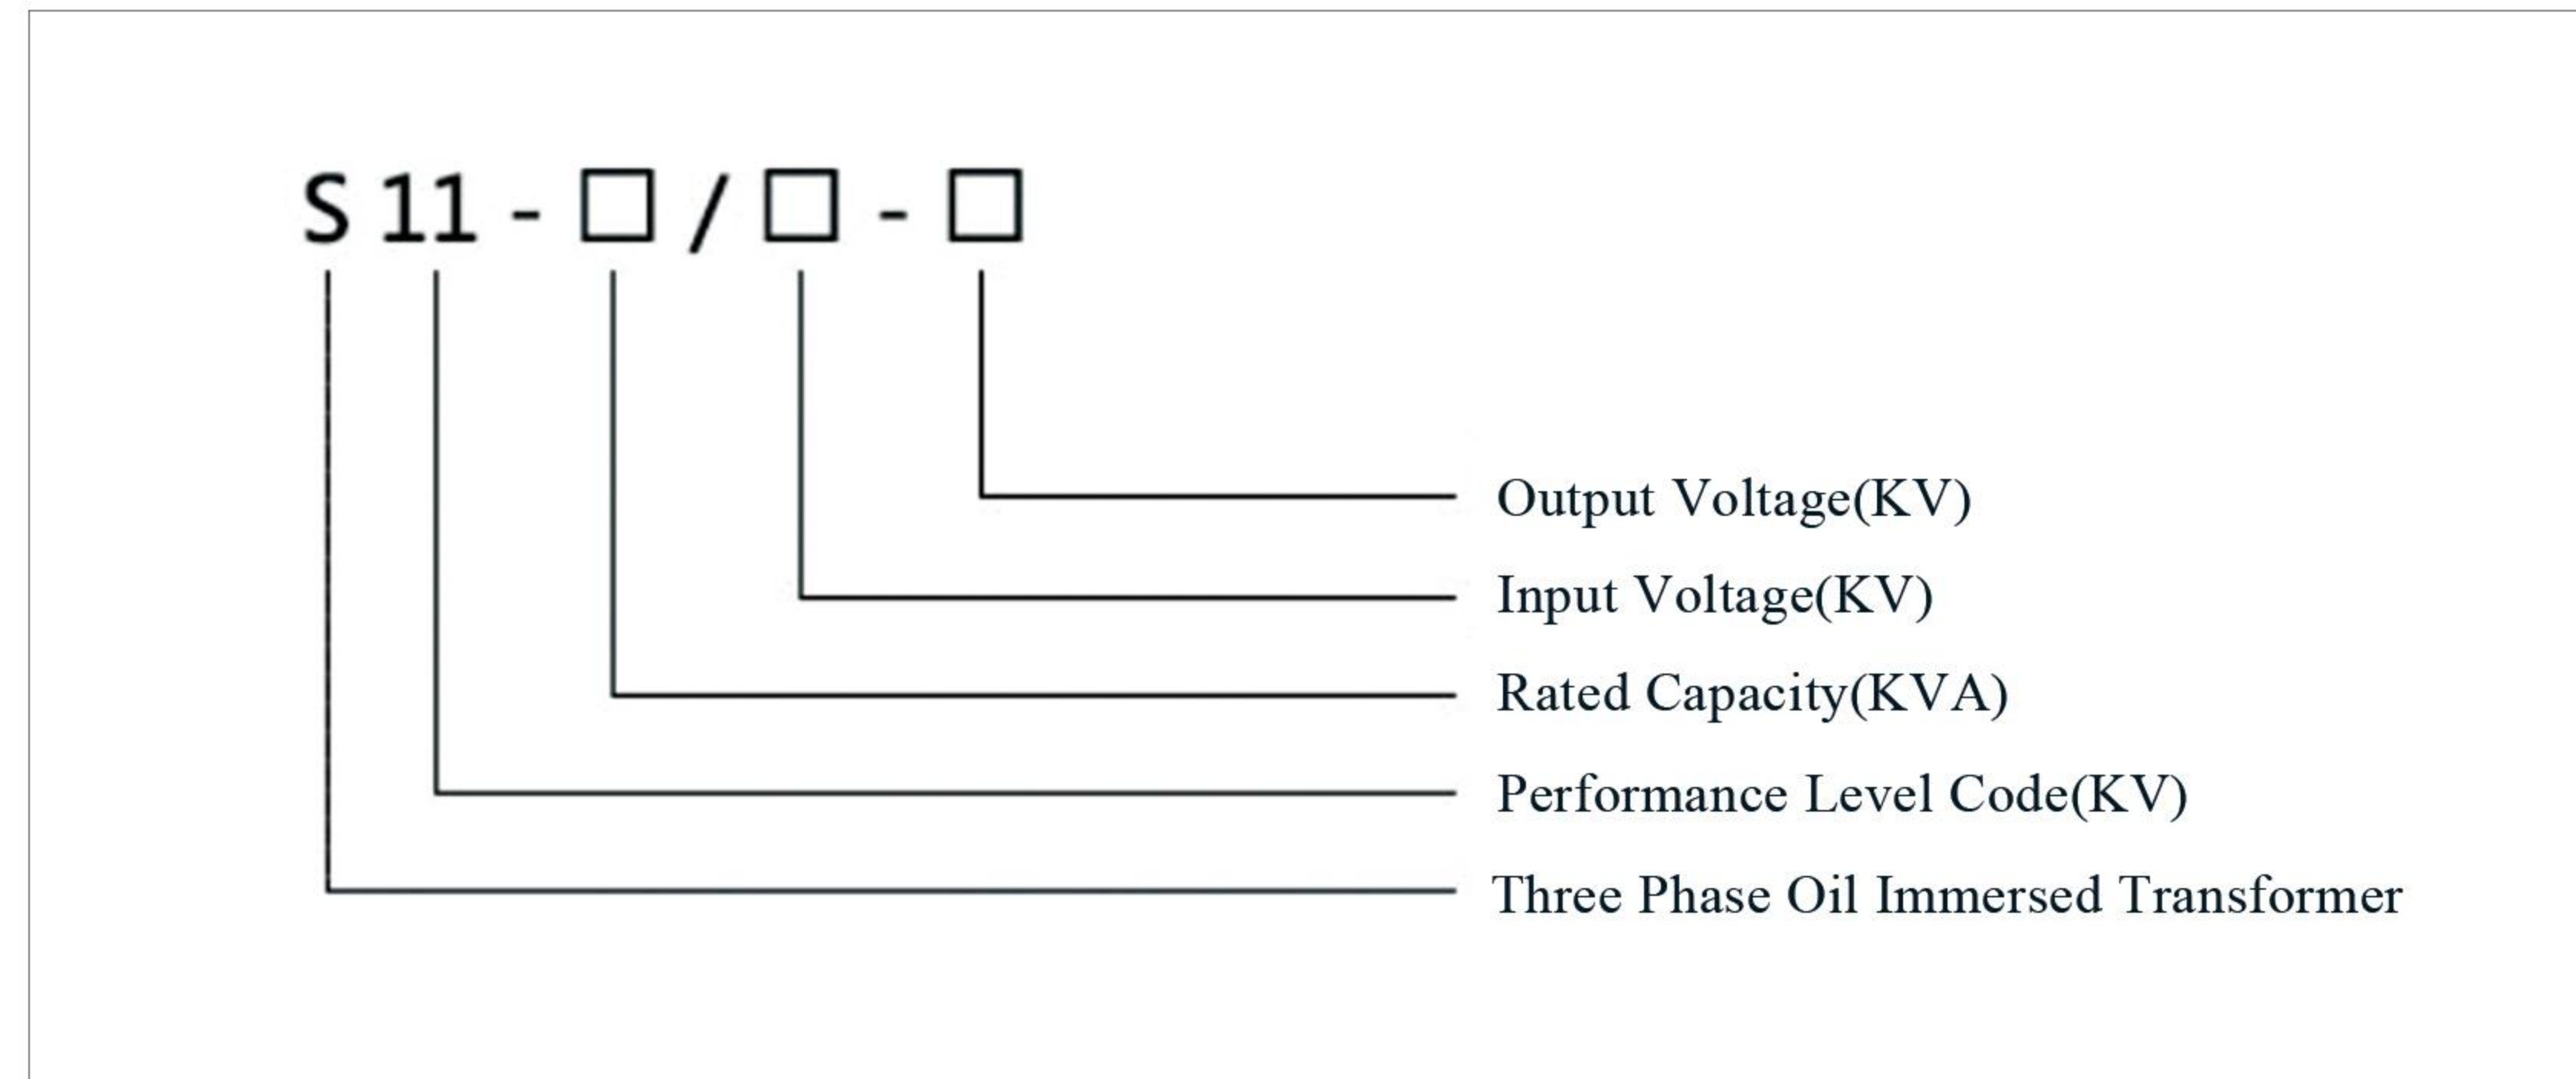 S 11 - □ / □ - □
Output Voltage(KV)
Input Voltage(KV)
Rated Capacity(KVA)
Performance Level Code(KV)
Three Phase Oil Immersed Transformer